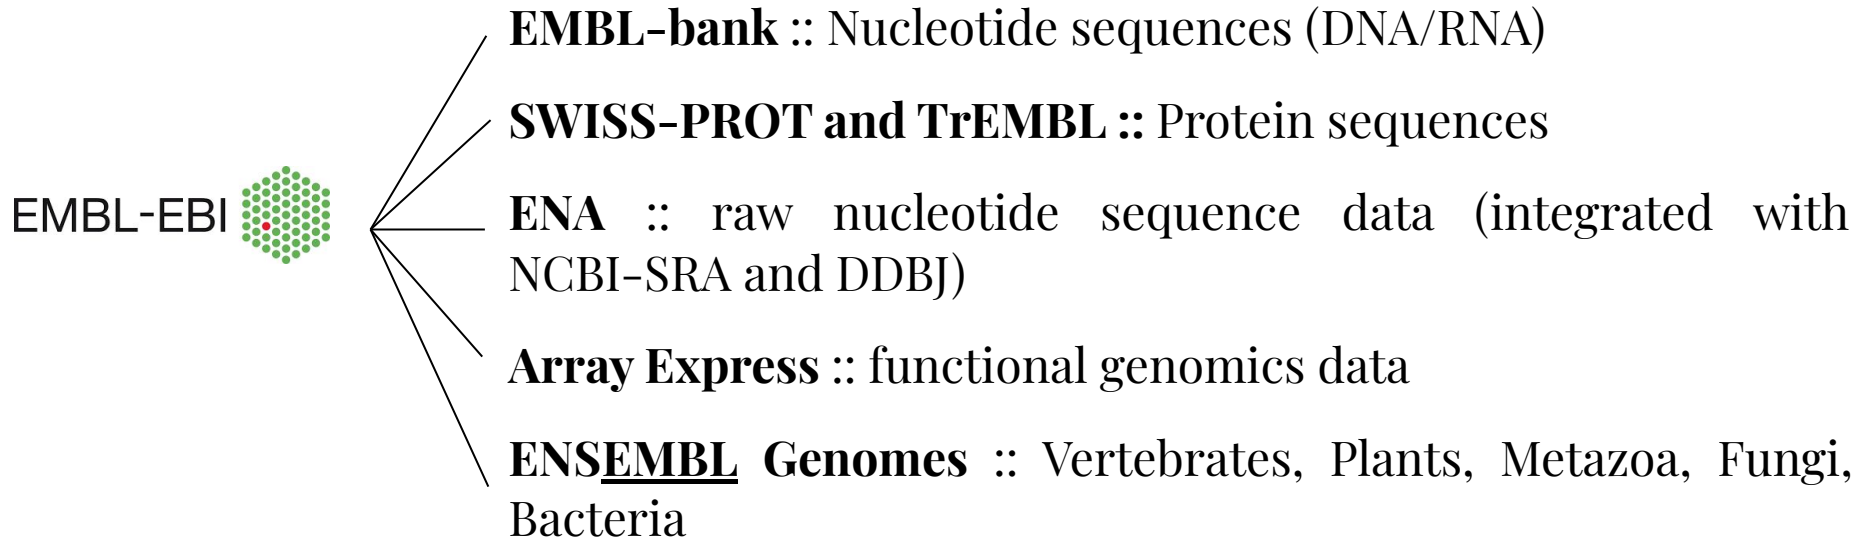 EMBL-bank :: Nucleotide sequences (DNA/RNA)
SWISS-PROT and TrEMBL :: Protein sequences
EMBL-EBI
ENA :: raw nucleotide sequence data (integrated with
NCBI-SRA and DDBJ)
Array Express :: functional genomics data
ENSEMBL Genomes :: Vertebrates, Plants, Metazoa, Fungi,
Bacteria